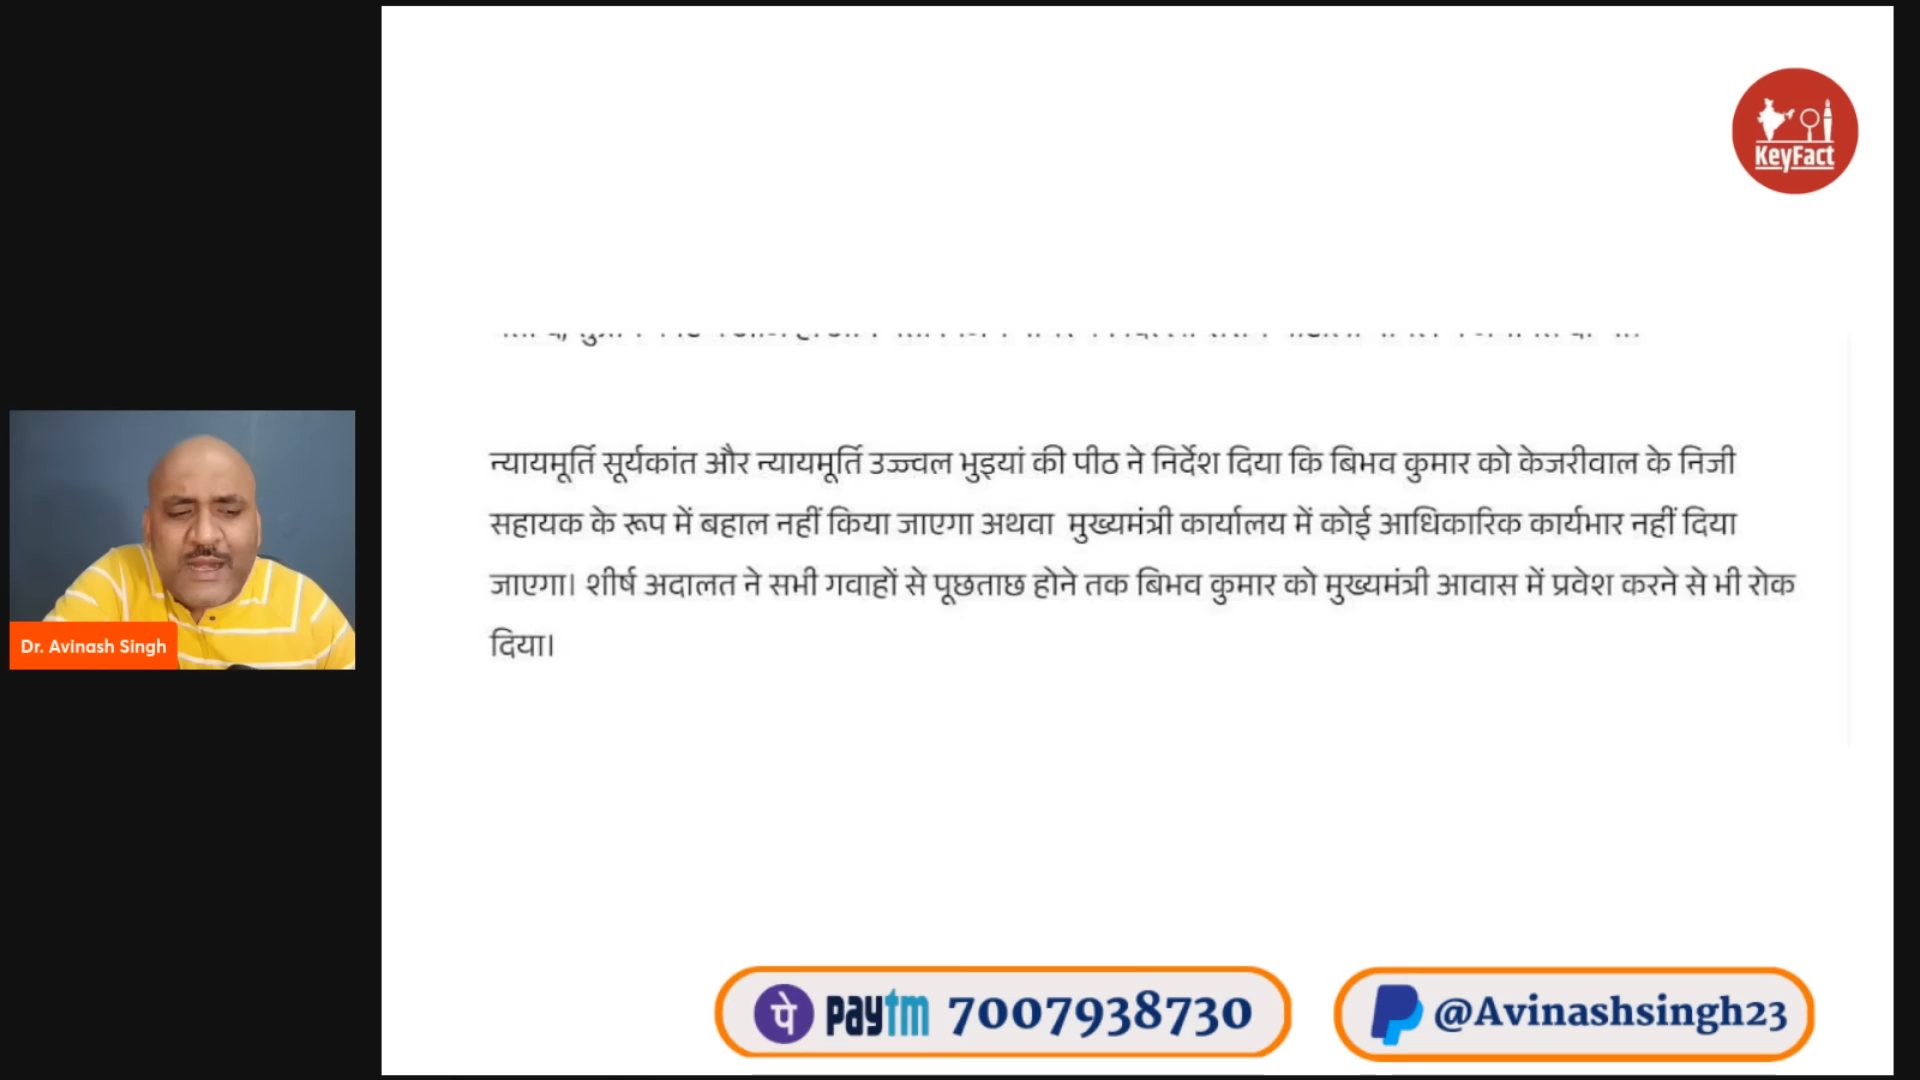 KeyFact
न्यायमूर्ति सूर्यकांत और न्यायमूर्ति उज्ज्वल भुइयां की पीठ ने निर्देश दिया कि बिभव कुमार को केजरीवाल के निजी
सहायक के रूप में बहाल नहीं किया जाएगा अथवा मुख्यमंत्री कार्यालय में कोई आधिकारिक कार्यभार नहीं दिया
जाएगा। शीर्ष अदालत ने सभी गवाहों से पूछताछ होने तक बिभव कुमार को मुख्यमंत्री आवास में प्रवेश करने से भी रोक
दिया।
Dr. Avinash Singh
पे paytm 7007938730
@Avinashsingh23